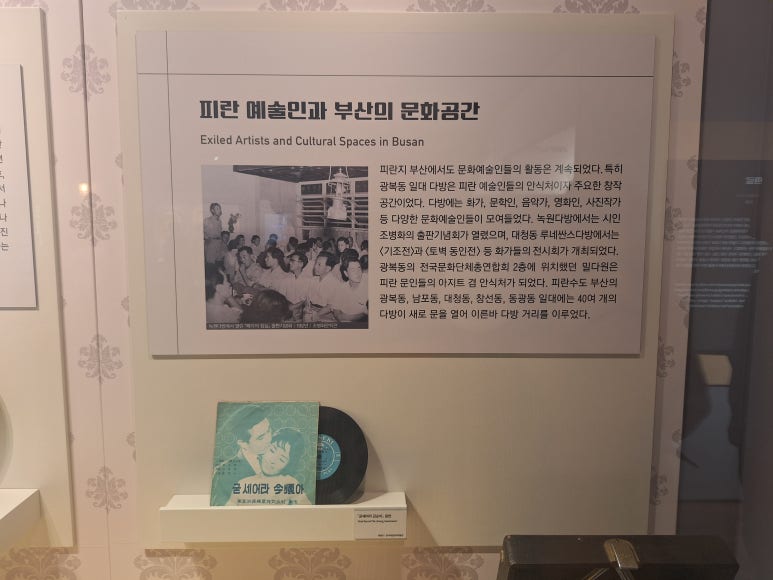 피란 예술인과 부산의 문화공간
Exiled Artists and Cultural Spaces in Busan
피란지 부산에서도 문화예술인들의 활동은 계속되었다. 특히
광복동 일대 다방은 피란 예술인들의 안식처이자 주요한 창작
공간이었다. 다방에는 화가, 문학인, 음악가, 영화인, 사진작가
등 다양한 문화예술인들이 모여들었다. 녹원다방에서는 시인
조병화의 출판기념회가 열렸으며, 대청동 루네쌍스다방에서는
〈기조전〉과 〈토벽 동인전〉 등 화가들의 전시회가 개최되었다.
광복동의 전국문화단체총연합회 2층에 위치했던 밀다원은
피란 문인들의 아지트 겸 안식처가 되었다. 피란수도 부산의
광복동, 남포동, 대청동, 창선동, 동광동 일대에는 40여 개의
다방이 새로 문을 열어 이른바 다방 거리를 이루었다.
굳세어라 今順아